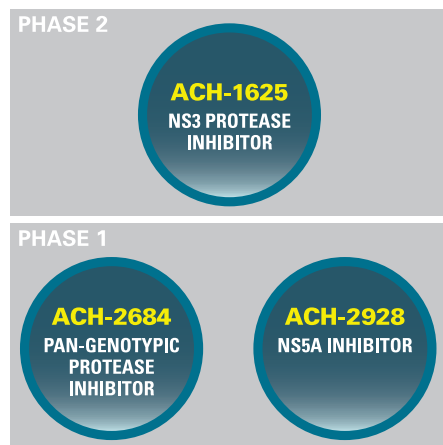 PHASE 2
ACH-1625
NS3 PROTEASE
INHIBITOR
PHASE 1
ACH-2684
PAN-GENOTYPIC
PROTEASE
INHIBITOR
ACH-2928
NS5A INHIBITOR